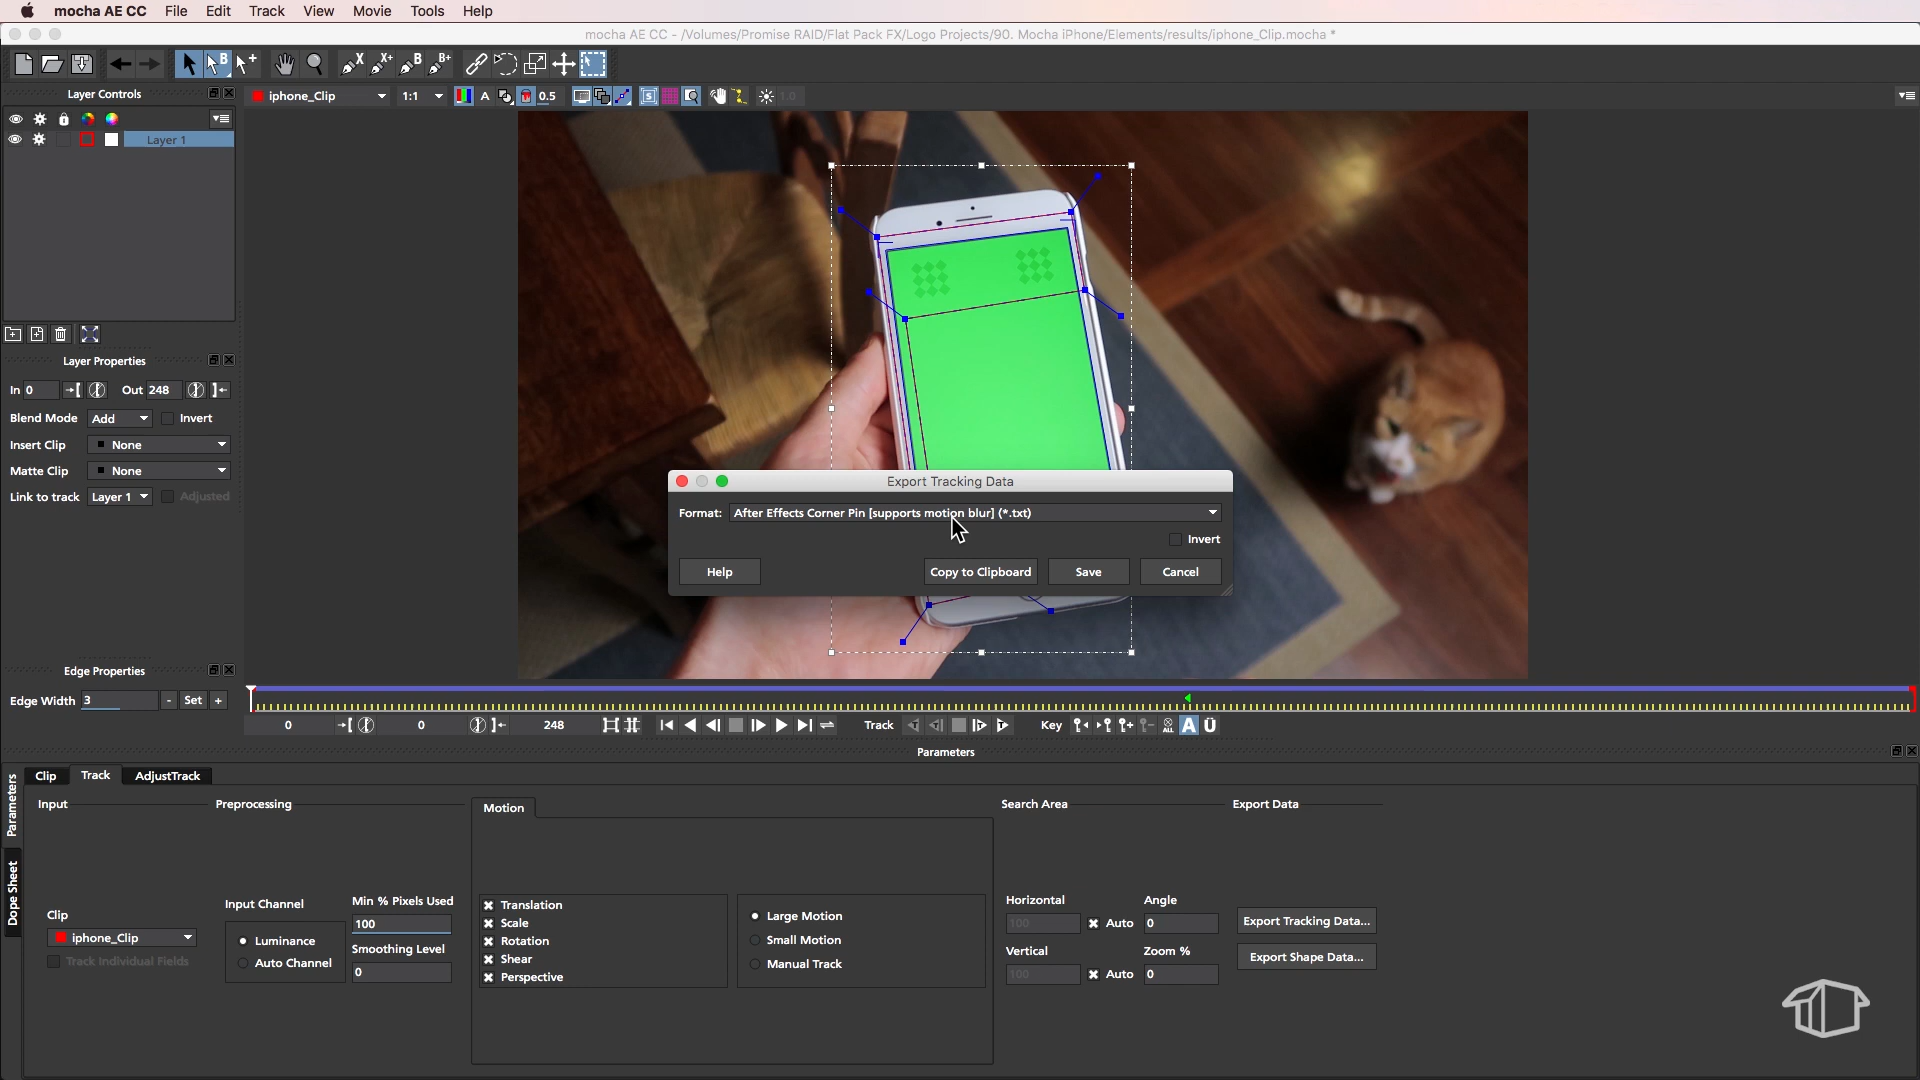 mocha AE CC File Edit Track View Movie Tools Help
mocha AE CC - /Volumes/Promise RAID/Flat Pack FX/Logo Projects/90. Mocha iPhone/Elements/results/iphone_Clip.mocha *
B
X X+ B B+
Layer Controls
iphone_Clip 1:1 A 0.5 S 1.0
Layer 1
Layer Properties
In 0 Out 248
Blend Mode Add Invert
Insert Clip None
Matte Clip None
Link to track Layer 1 Adjusted
Export Tracking Data
Format: After Effects Corner Pin [supports motion blur] (*.txt)
Invert
Help Copy to Clipboard Save Cancel
Edge Properties
Edge Width 3 - Set +
0 0 248 Track Key ALL A Ü
Parameters
Parameters
Dope Sheet
Clip Track AdjustTrack
Input Preprocessing Motion Search Area Export Data
Clip
iphone_Clip
Track Individual Fields
Input Channel
Luminance
Auto Channel
Min % Pixels Used
100
Smoothing Level
0
Translation
Scale
Rotation
Shear
Perspective
Large Motion
Small Motion
Manual Track
Horizontal Angle
100 Auto 0
Vertical Zoom %
100 Auto 0
Export Tracking Data...
Export Shape Data...